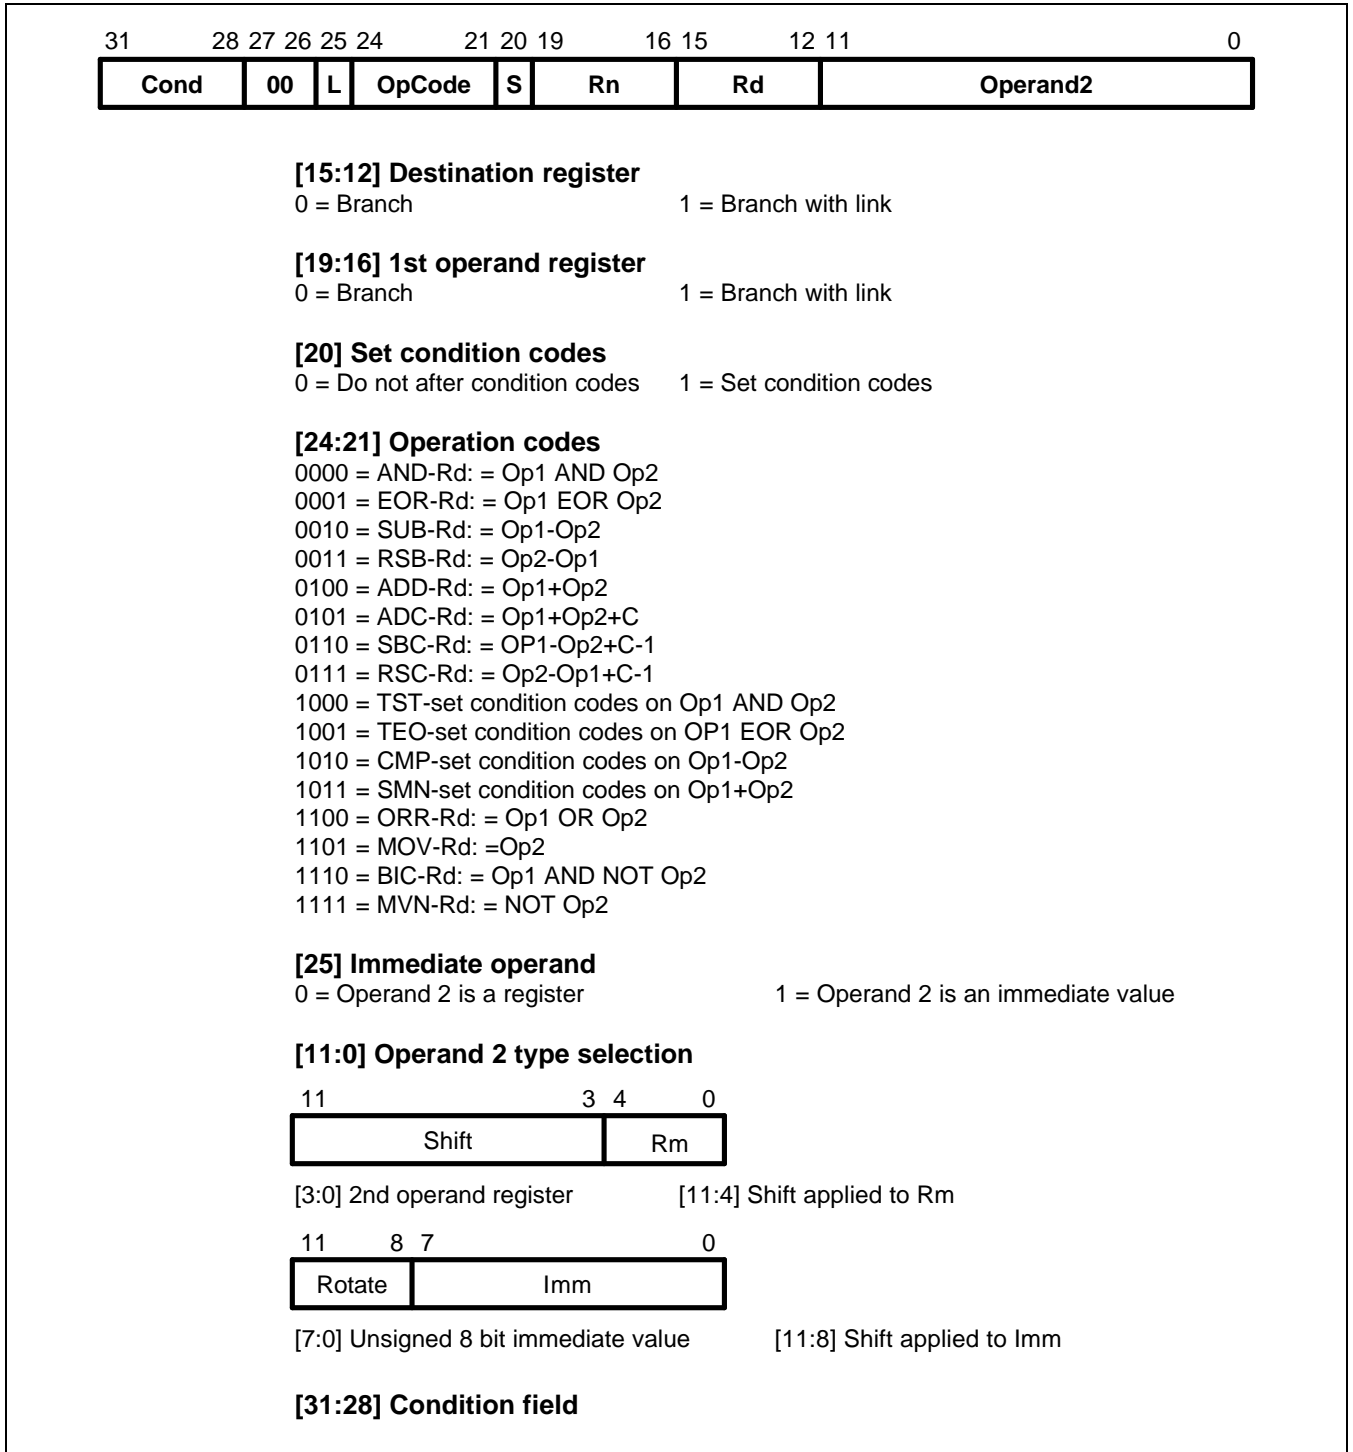 31 28 27 26 25 24 21 20 19 16 15 12 11 0
Cond 00 L OpCode S Rn Rd Operand2
[15:12] Destination register
0 = Branch 1 = Branch with link
[19:16] 1st operand register
0 = Branch 1 = Branch with link
[20] Set condition codes
0 = Do not after condition codes 1 = Set condition codes
[24:21] Operation codes
0000 = AND-Rd: = Op1 AND Op2
0001 = EOR-Rd: = Op1 EOR Op2
0010 = SUB-Rd: = Op1-Op2
0011 = RSB-Rd: = Op2-Op1
0100 = ADD-Rd: = Op1+Op2
0101 = ADC-Rd: = Op1+Op2+C
0110 = SBC-Rd: = OP1-Op2+C-1
0111 = RSC-Rd: = Op2-Op1+C-1
1000 = TST-set condition codes on Op1 AND Op2
1001 = TEO-set condition codes on OP1 EOR Op2
1010 = CMP-set condition codes on Op1-Op2
1011 = SMN-set condition codes on Op1+Op2
1100 = ORR-Rd: = Op1 OR Op2
1101 = MOV-Rd: =Op2
1110 = BIC-Rd: = Op1 AND NOT Op2
1111 = MVN-Rd: = NOT Op2
[25] Immediate operand
0 = Operand 2 is a register 1 = Operand 2 is an immediate value
[11:0] Operand 2 type selection
11 3 4 0
Shift Rm
[3:0] 2nd operand register [11:4] Shift applied to Rm
11 8 7 0
Rotate Imm
[7:0] Unsigned 8 bit immediate value [11:8] Shift applied to Imm
[31:28] Condition field